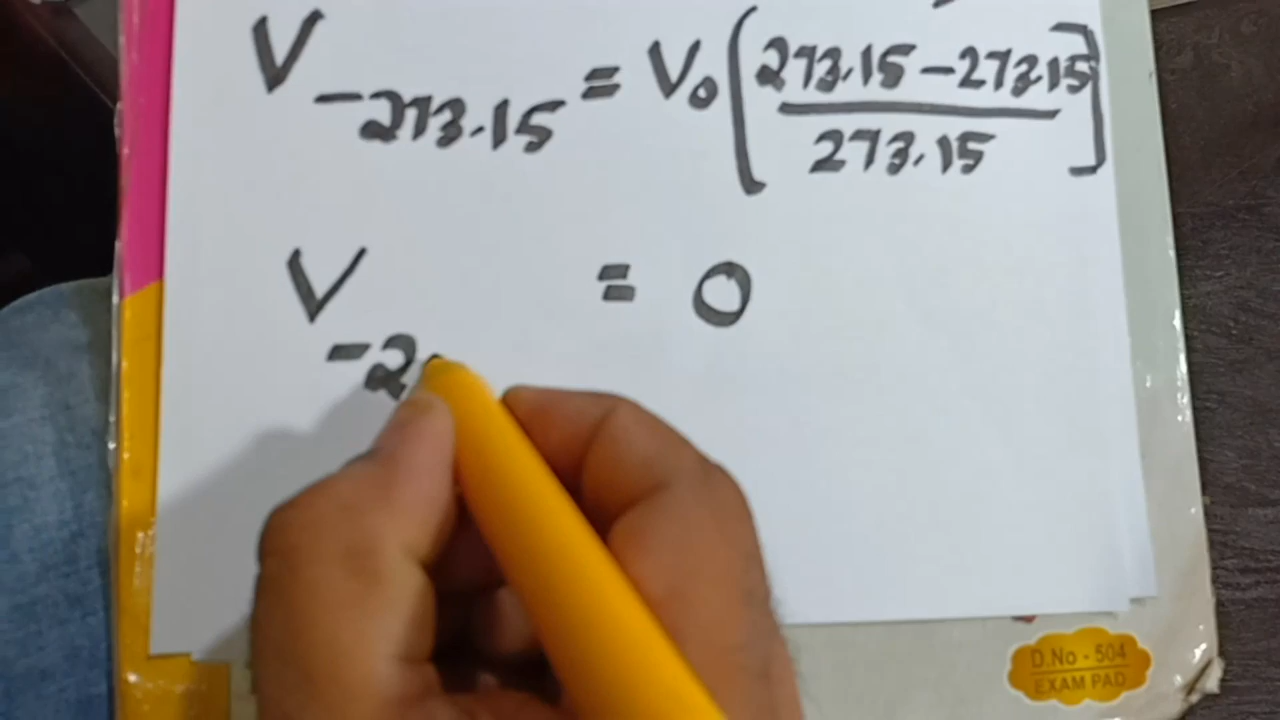 V₋₂₇₃.₁₅ = V₀ [273.15 - 273.15 / 273.15]
V₋₂ = 0
D.No - 504
EXAM PAD